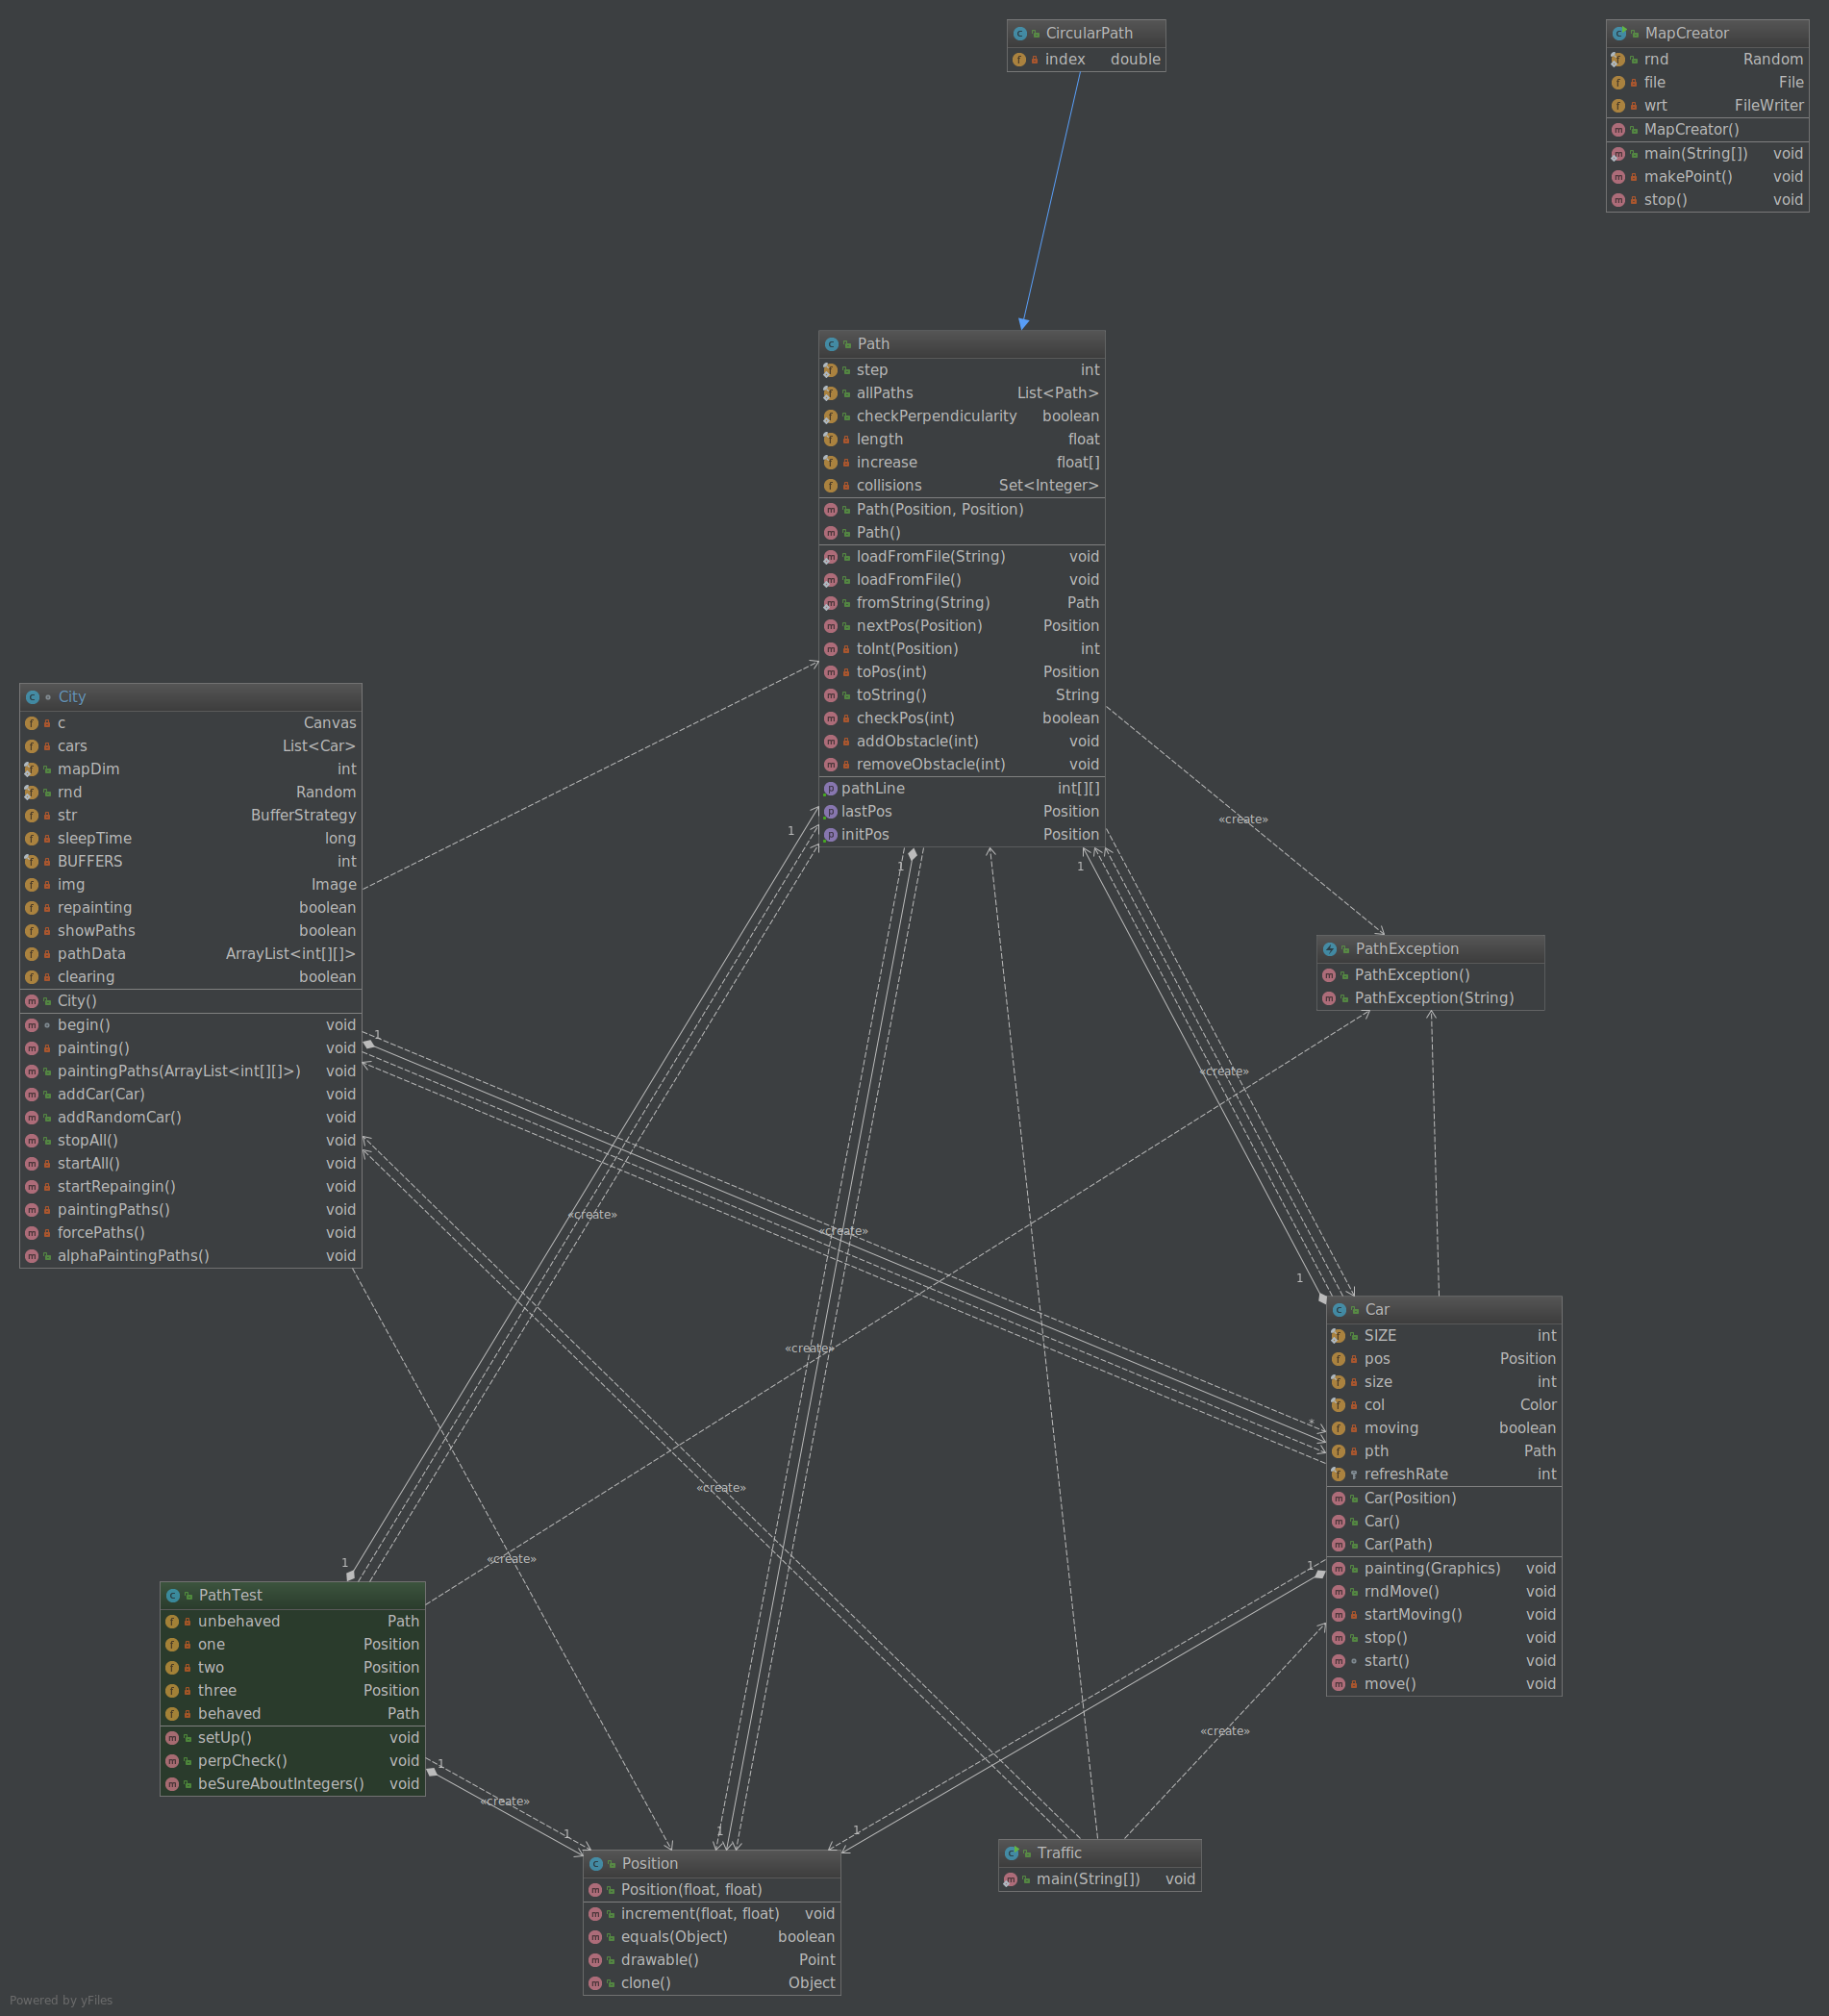 CircularPath
index double
MapCreator
rnd Random
file File
wrt FileWriter
MapCreator()
main(String[]) void
makePoint() void
stop() void
Path
step int
allPaths List<Path>
checkPerpendicularity boolean
length float
increase float[]
collisions Set<Integer>
Path(Position, Position)
Path()
loadFromFile(String) void
loadFromFile() void
fromString(String) Path
nextPos(Position) Position
toInt(Position) int
toPos(int) Position
toString() String
checkPos(int) boolean
addObstacle(int) void
removeObstacle(int) void
pathLine int[][]
lastPos Position
initPos Position
City
c Canvas
cars List<Car>
mapDim int
rnd Random
str BufferStrategy
sleepTime long
BUFFERS int
img Image
repainting boolean
showPaths boolean
pathData ArrayList<int[][]>
clearing boolean
City()
begin() void
painting() void
paintingPaths(ArrayList<int[][]>) void
addCar(Car) void
addRandomCar() void
stopAll() void
startAll() void
startRepaingin() void
paintingPaths() void
forcePaths() void
alphaPaintingPaths() void
«create»
1
1
1
PathException
PathException()
PathException(String)
1
«create»
«create»
«create»
1
Car
SIZE int
pos Position
size int
col Color
moving boolean
pth Path
refreshRate int
Car(Position)
Car()
Car(Path)
painting(Graphics) void
rndMove() void
startMoving() void
stop() void
start() void
move() void
«create»
*
«create»
«create»
1
1
PathTest
unbehaved Path
one Position
two Position
three Position
behaved Path
setUp() void
perpCheck() void
beSureAboutIntegers() void
«create»
1
«create»
1
1
1
Position
Position(float, float)
increment(float, float) void
equals(Object) boolean
drawable() Point
clone() Object
Traffic
main(String[]) void
Powered by yFiles